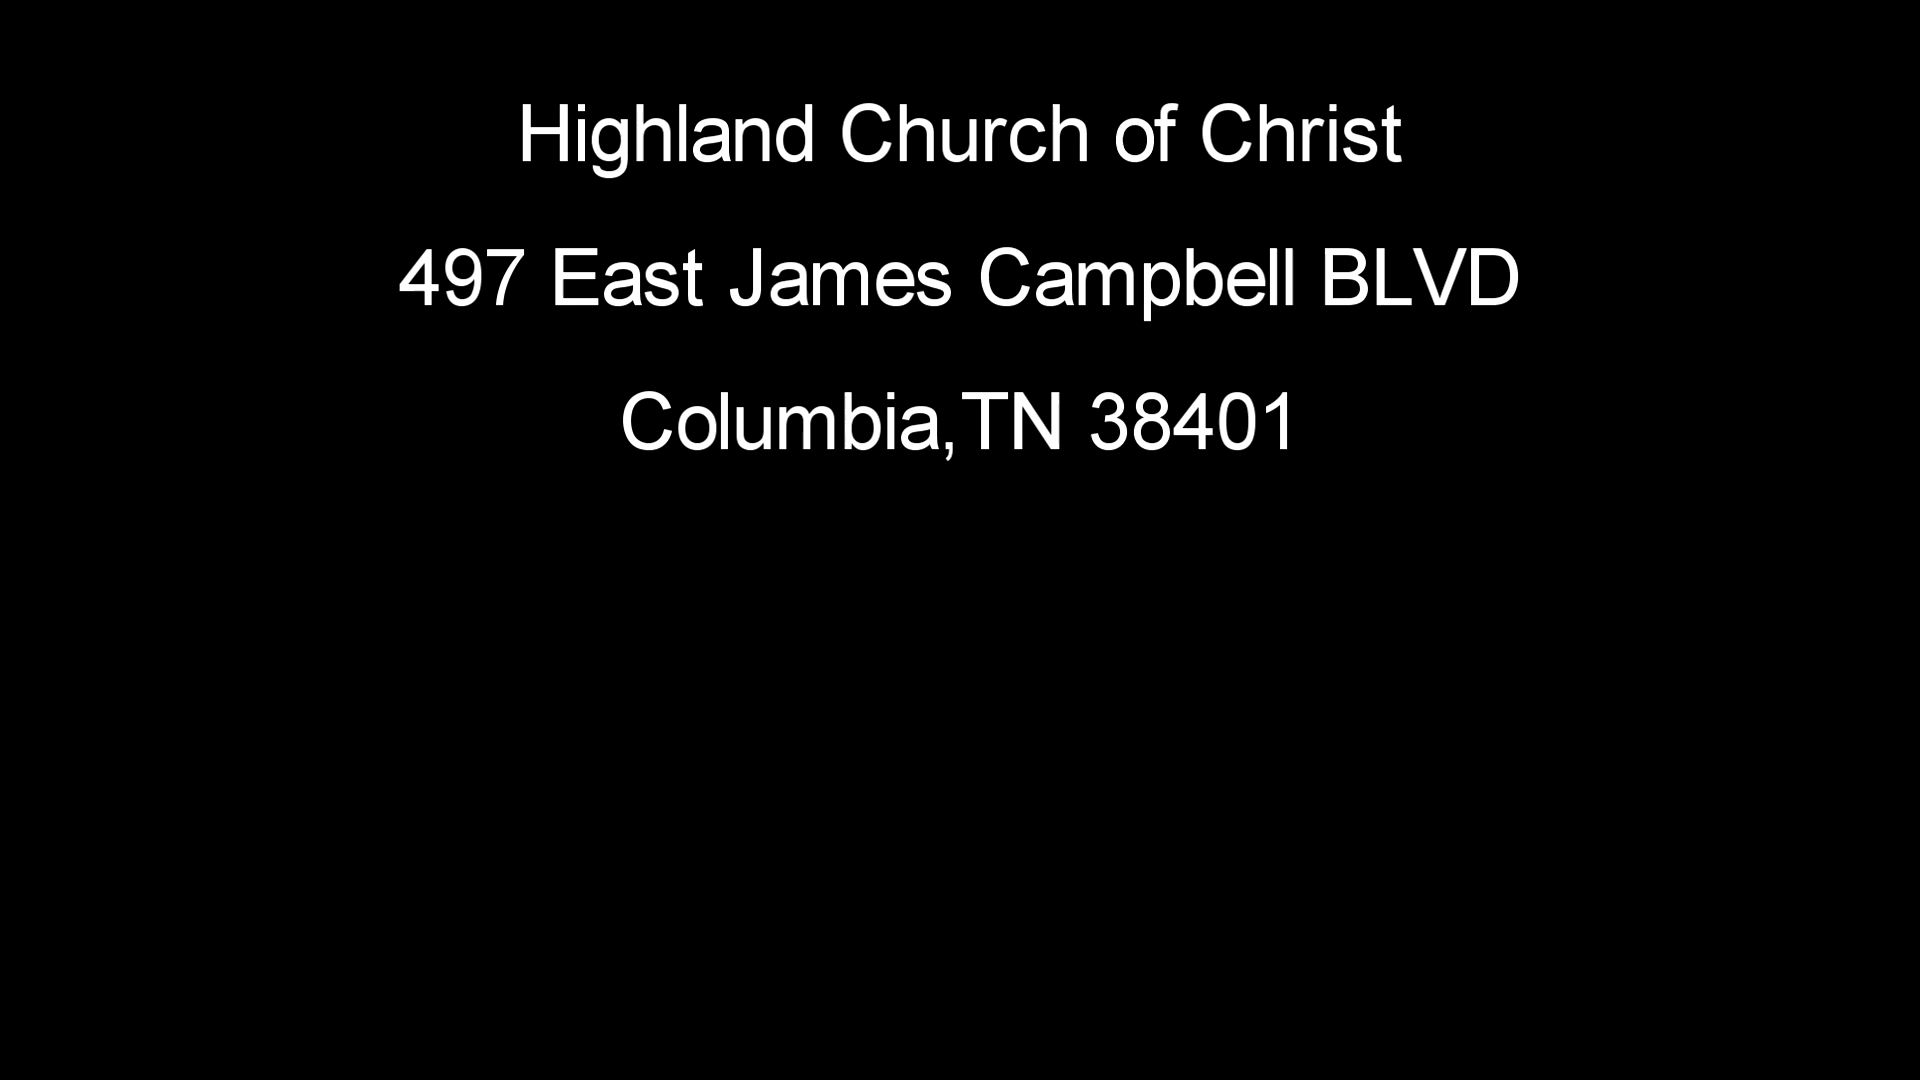 Highland Church of Christ
497 East James Campbell BLVD
Columbia,TN 38401